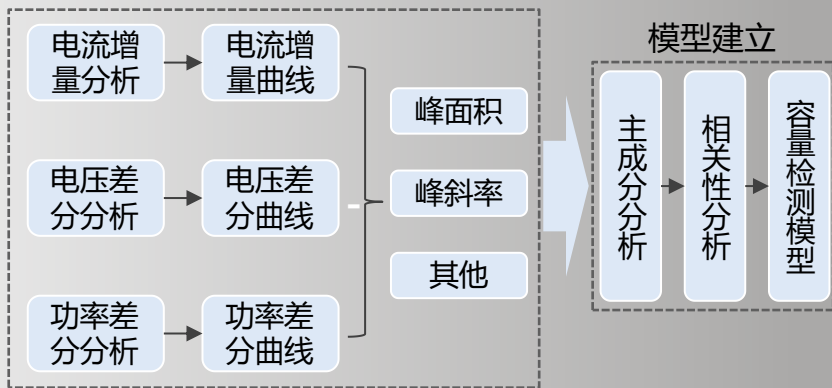 电流增
量分析
电流增
量曲线
电压差
分分析
电压差
分曲线
功率差
分分析
功率差
分曲线
峰面积
峰斜率
其他
模型建立
主成分分析
相关性分析
容量检测模型